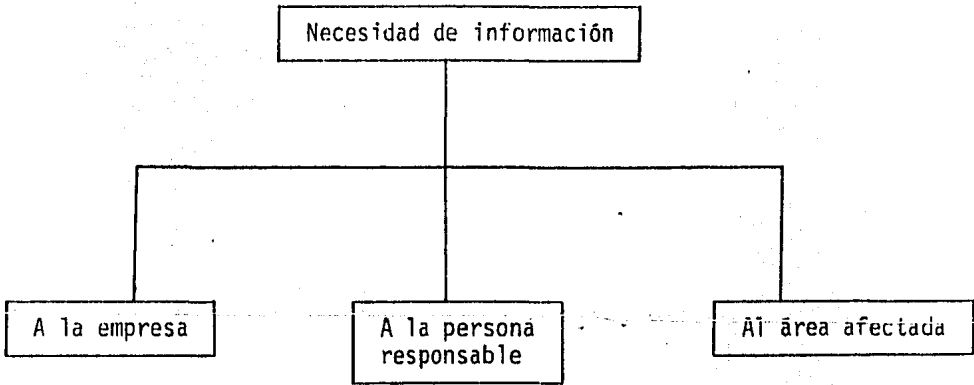 Necesidad de información
A la empresa
A la persona
responsable
Al área afectada